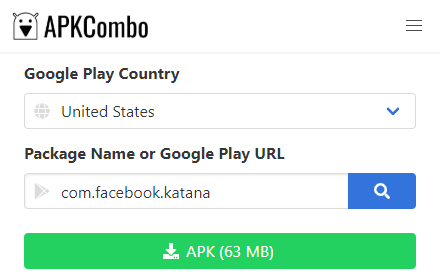 APKCombo
Google Play Country
United States
Package Name or Google Play URL
com.facebook.katana
APK (63 MB)